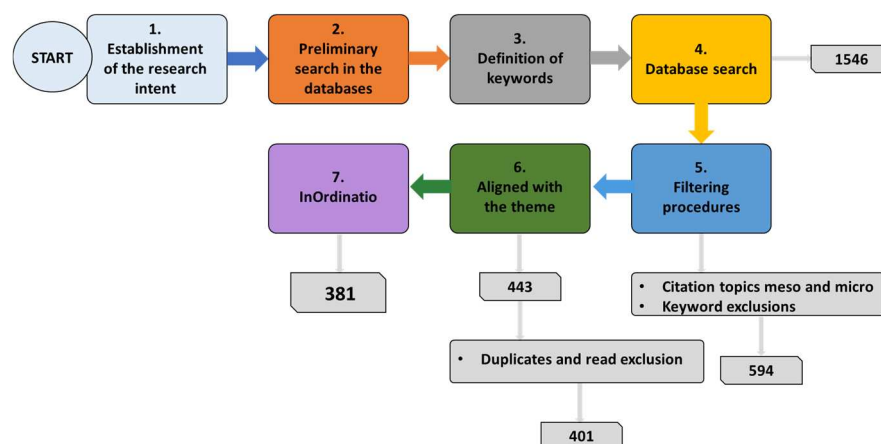 START
1.
Establishment
of the research
intent
2.
Preliminary
search in the
databases
3.
Definition of
keywords
4.
Database search
1546
7.
InOrdinatio
6.
Aligned with
the theme
5.
Filtering
procedures
381
443
• Citation topics meso and micro
• Keyword exclusions
• Duplicates and read exclusion
594
401